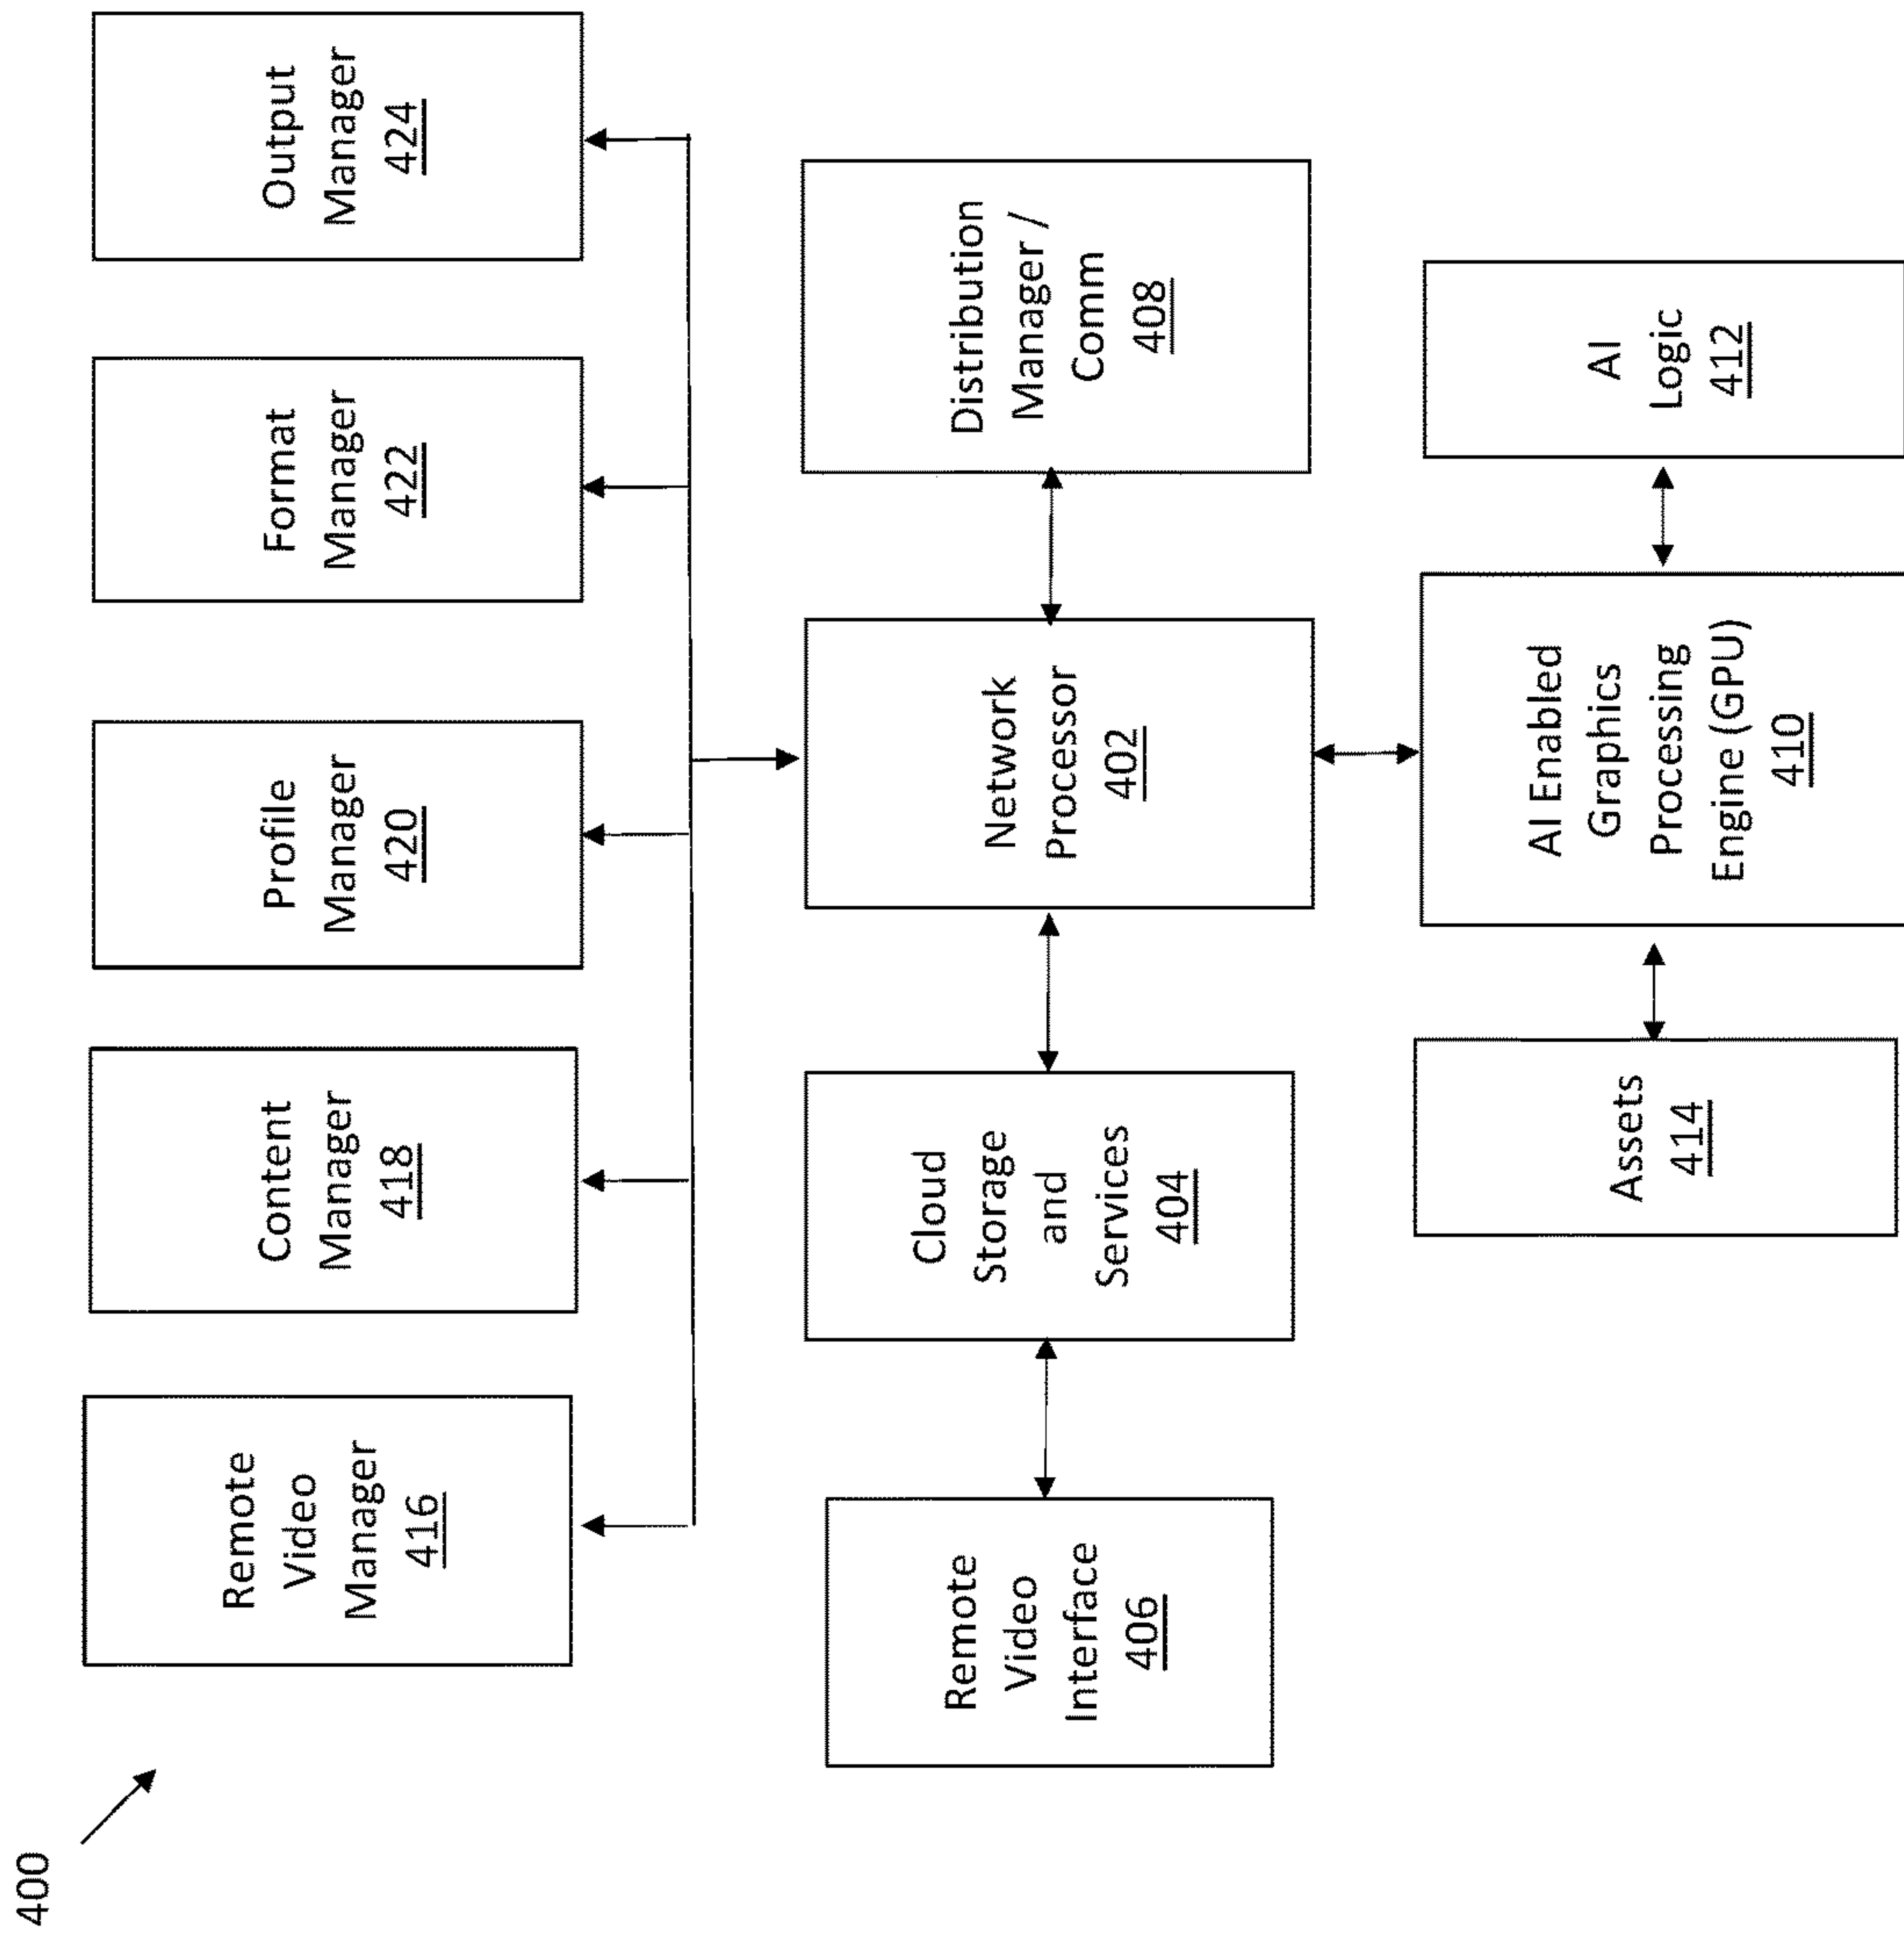 400
Remote
Video
Manager
416
Content
Manager
418
Profile
Manager
420
Format
Manager
422
Output
Manager
424
Remote
Video
Interface
406
Cloud
Storage
and
Services
404
Network
Processor
402
Distribution
Manager /
Comm
408
Assets
414
AI Enabled
Graphics
Processing
Engine (GPU)
410
AI
Logic
412